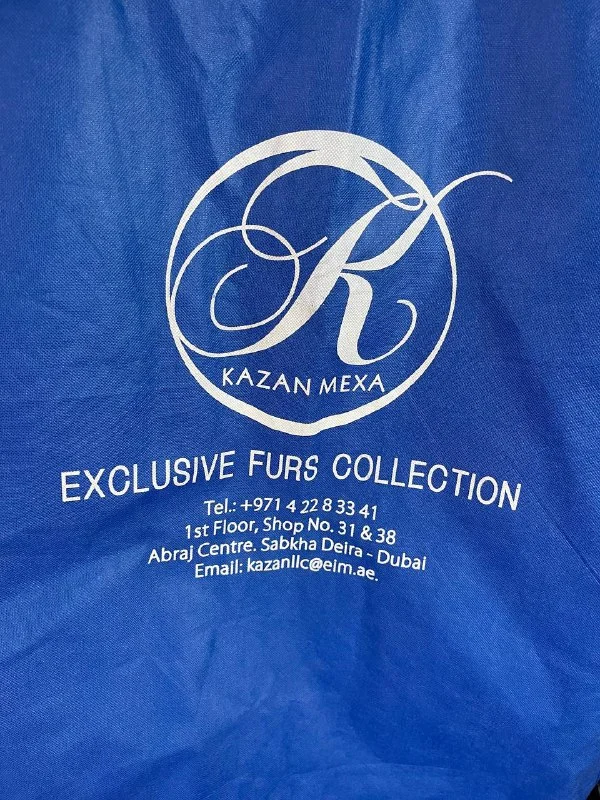 K
KAZAN MEXA
EXCLUSIVE FURS COLLECTION
Tel.: +971 4 22 8 33 41
1st Floor, Shop No. 31 & 38
Abraj Centre. Sabkha Deira - Dubai
Email: kazanllc@eim.ae.